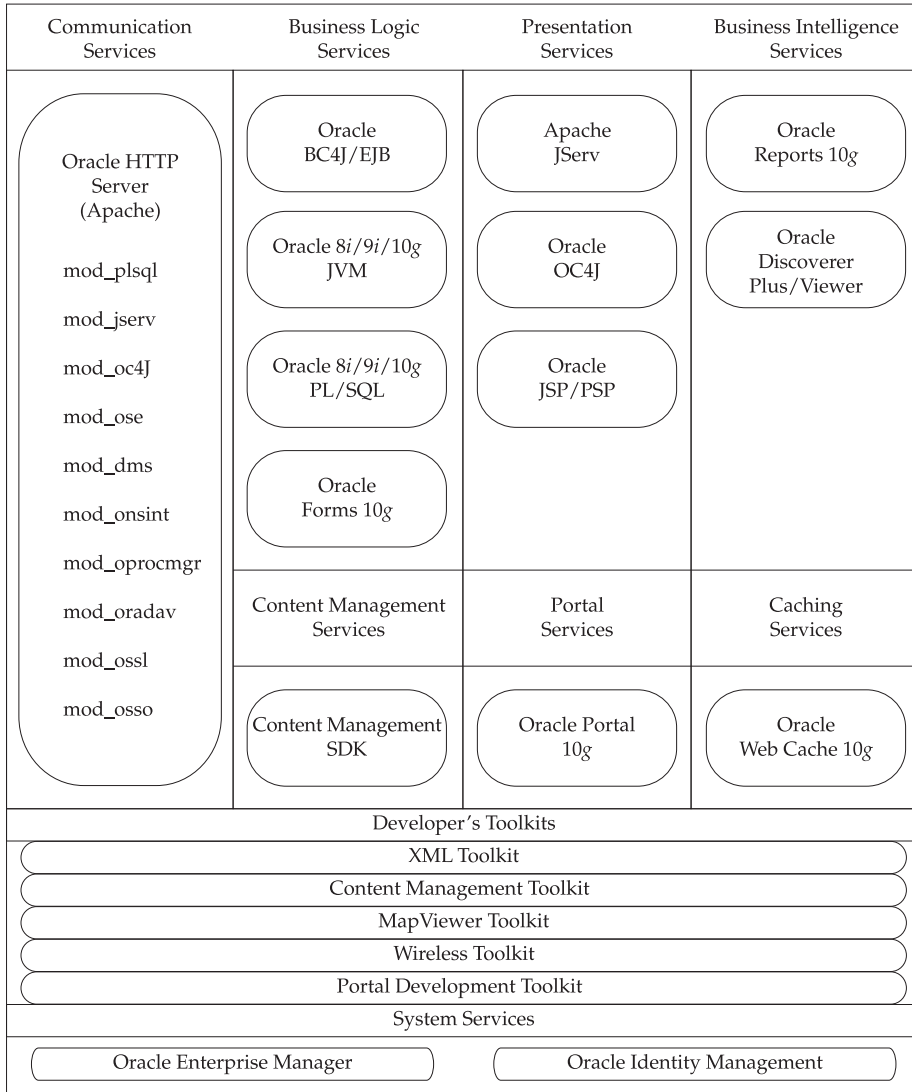 Communication
Services
Business Logic
Services
Presentation
Services
Business Intelligence
Services
Oracle HTTP
Server
(Apache)
mod_plsql
mod_jserv
mod_oc4J
mod_ose
mod_dms
mod_onsint
mod_oprocmgr
mod_oradav
mod_ossl
mod_osso
Oracle
BC4J/EJB
Oracle 8i/9i/10g
JVM
Oracle 8i/9i/10g
PL/SQL
Oracle
Forms 10g
Apache
JServ
Oracle
OC4J
Oracle
JSP/PSP
Oracle
Reports 10g
Oracle
Discoverer
Plus/Viewer
Content Management
Services
Portal
Services
Caching
Services
Content Management
SDK
Oracle Portal
10g
Oracle
Web Cache 10g
Developer's Toolkits
XML Toolkit
Content Management Toolkit
MapViewer Toolkit
Wireless Toolkit
Portal Development Toolkit
System Services
Oracle Enterprise Manager
Oracle Identity Management